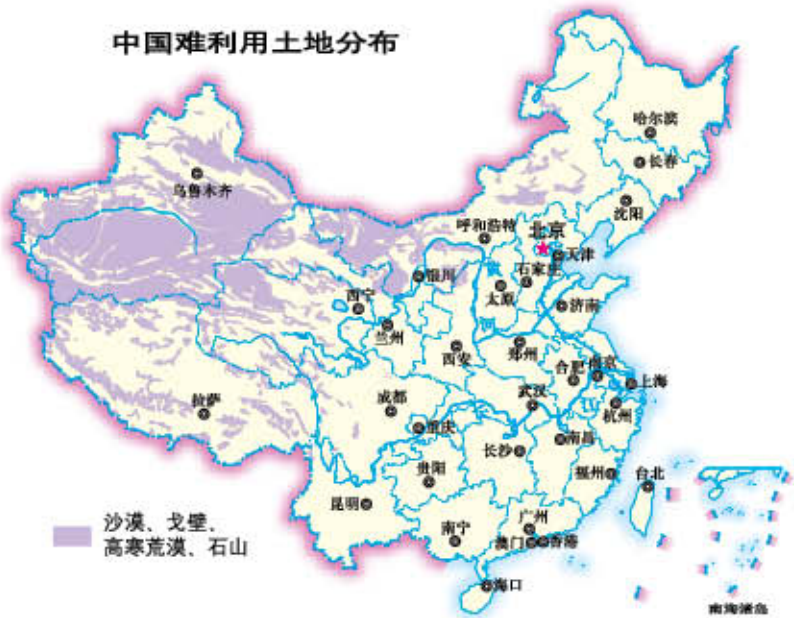 中国难利用土地分布
哈尔滨
长春
乌鲁木齐
沈阳
呼和浩特
北京
天津
银川
黄
石家庄
太原
西宁
济南
兰州
河
西安
郑州
合肥
南京
上海
成都
武汉
江
杭州
拉萨
重庆
长沙
南昌
贵阳
福州
台北
昆明
广州
南宁
澳门
香港
海口
沙漠、戈壁、
高寒荒漠、石山
南海诸岛